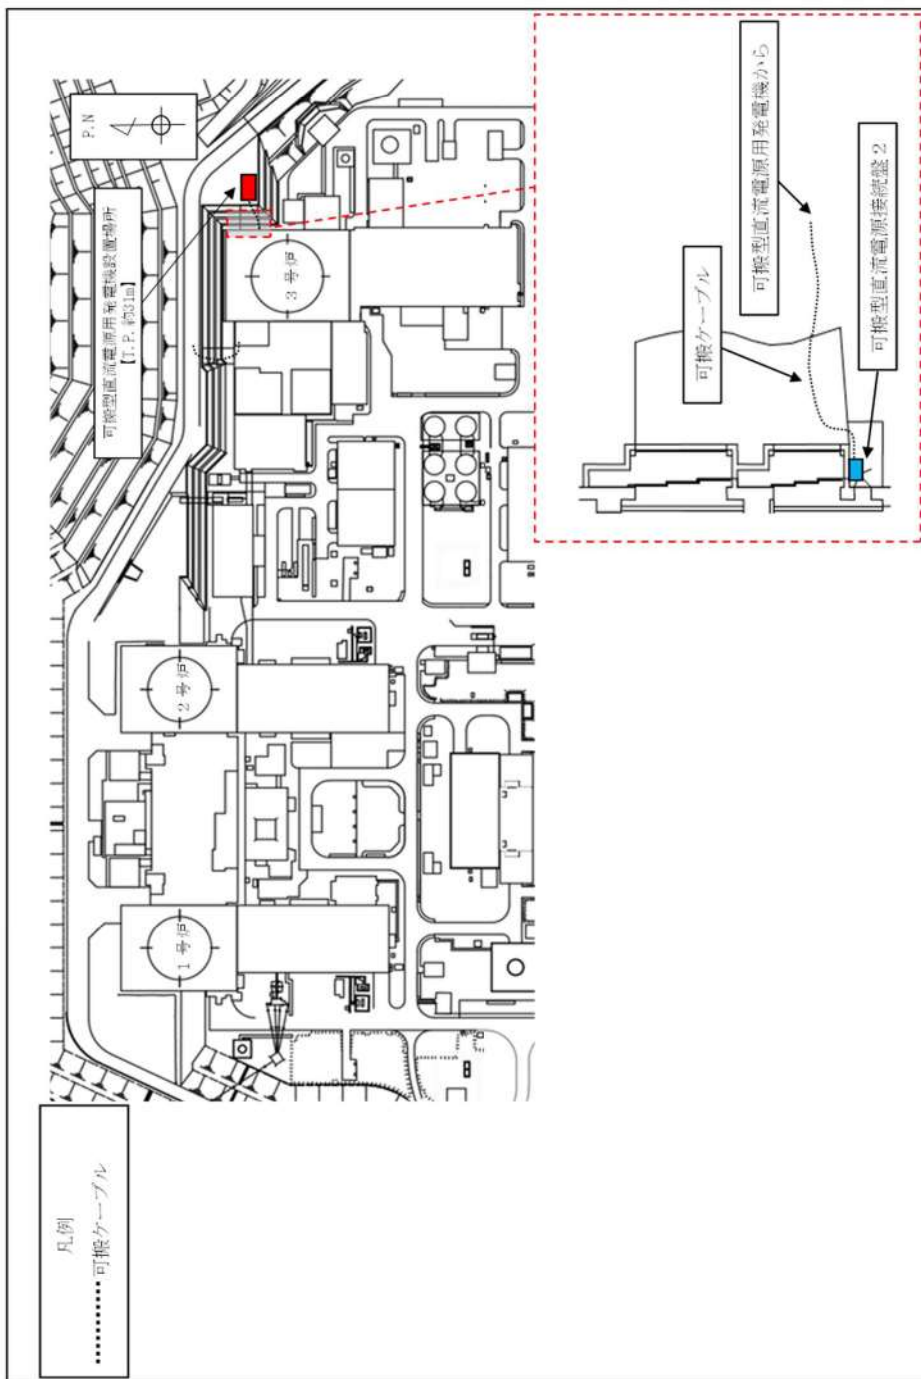 凡例
可搬ケーブル
P.N
可搬型直流電源用発電機設置場所
【T.P.約31m】
1号炉
2号炉
3号炉
可搬型直流電源用発電機から
可搬ケーブル
可搬型直流電源接続盤2